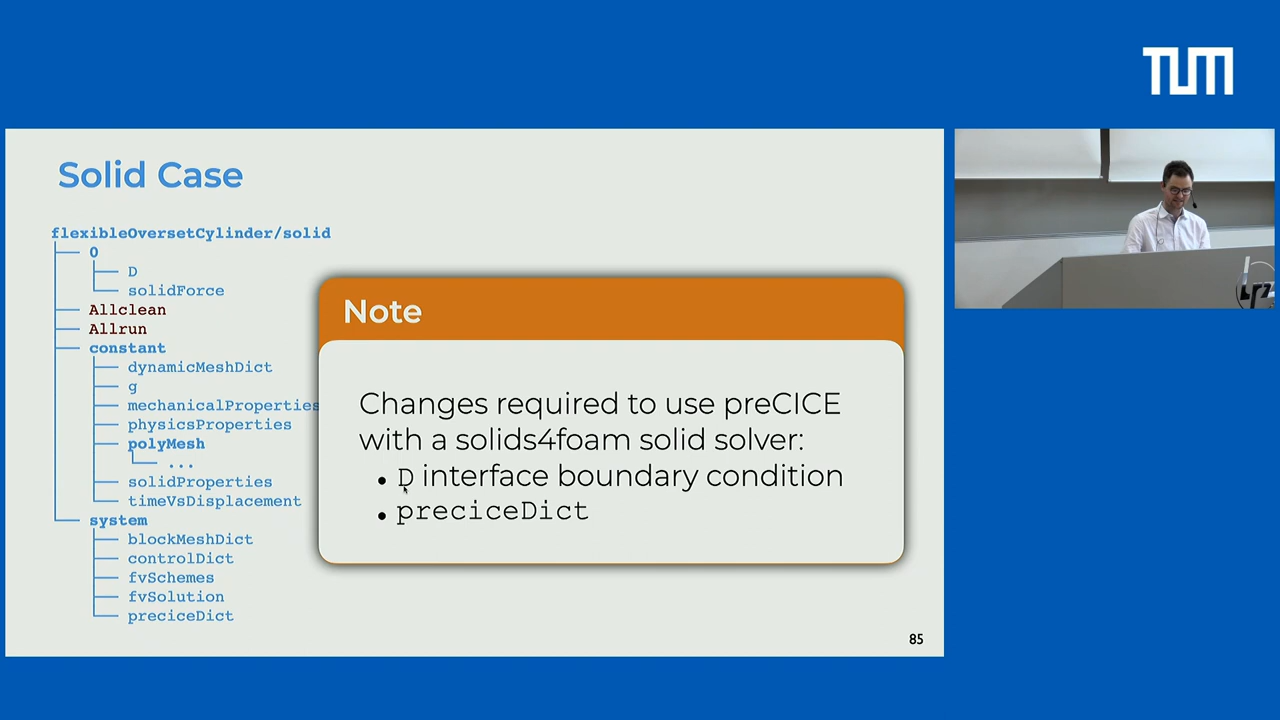 TUM
Solid Case
flexibleOversetCylinder/solid
0
D
solidForce
Allclean
Allrun
constant
dynamicMeshDict
g
mechanicalProperties
physicsProperties
polyMesh
...
solidProperties
timeVsDisplacement
system
blockMeshDict
controlDict
fvSchemes
fvSolution
preciceDict
Note
Changes required to use preCICE
with a solids4foam solid solver:
• D interface boundary condition
• preciceDict
85
lrz